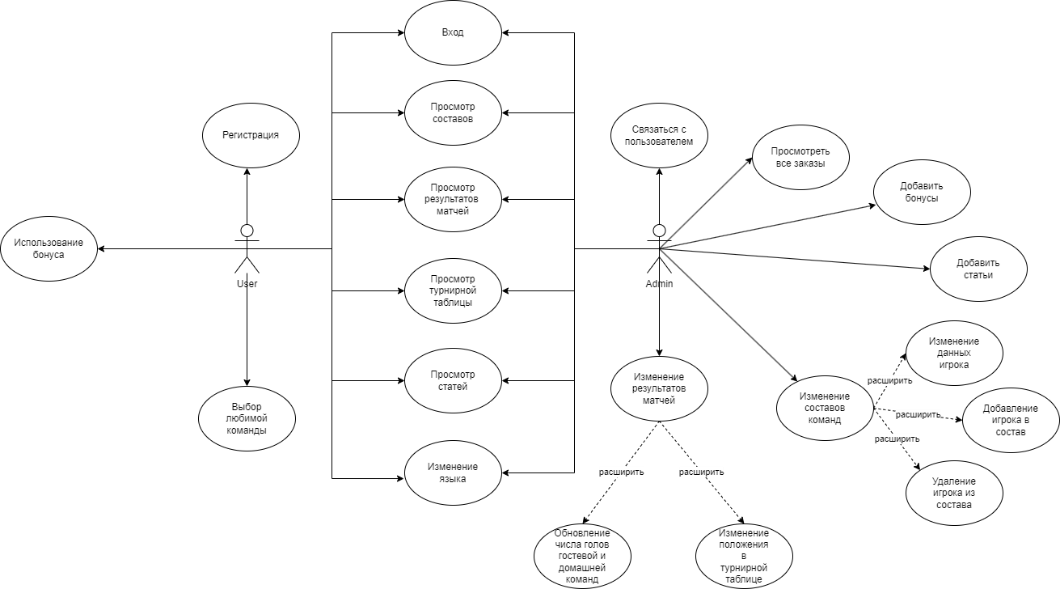 Вход
Просмотр
составов
Регистрация
Связаться с
пользователем
Просмотреть
все заказы
Просмотр
результатов
матчей
Добавить
бонусы
Использование
бонуса
User
Admin
Просмотр
турнирной
таблицы
Добавить
статьи
Изменение
данных
игрока
расширить
Просмотр
статей
Изменение
результатов
матчей
Изменение
составов
команд
расширить
Добавление
игрока в
состав
расширить
Выбор
любимой
команды
Изменение
языка
расширить
расширить
Удаление
игрока из
состава
Обновление
числа голов
гостевой и
домашней
команд
Изменение
положения
в
турнирной
таблице